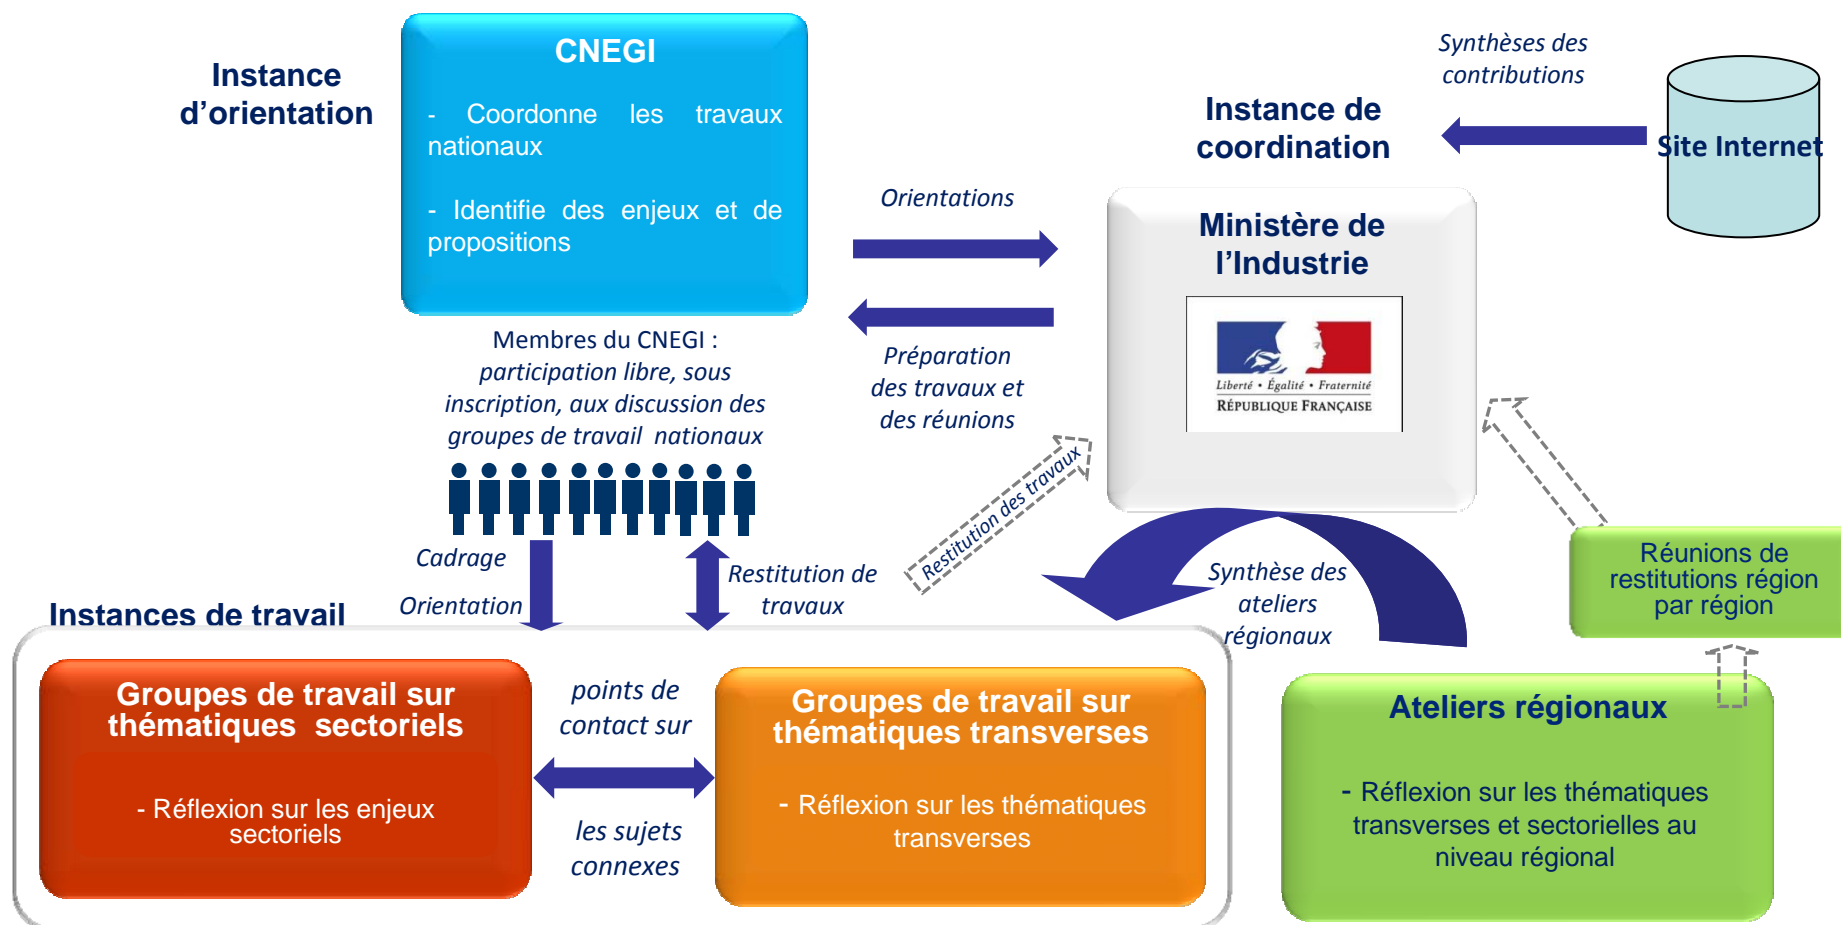 Instance
d’orientation
CNEGI
- Coordonne les travaux
nationaux
- Identifie des enjeux et de
propositions
Synthèses des
contributions
Site Internet
Instance de
coordination
Orientations
Ministère de
l’Industrie
Liberté • Égalité • Fraternité
RÉPUBLIQUE FRANÇAISE
Préparation
des travaux et
des réunions
Membres du CNEGI :
participation libre, sous
inscription, aux discussion des
groupes de travail nationaux
Cadrage
Orientation
Restitution de
travaux
Restitution des travaux
Synthèse des
ateliers
régionaux
Réunions de
restitutions région
par région
Instances de travail
Groupes de travail sur
thématiques sectoriels
- Réflexion sur les enjeux
sectoriels
points de
contact sur
les sujets
connexes
Groupes de travail sur
thématiques transverses
- Réflexion sur les thématiques
transverses
Ateliers régionaux
- Réflexion sur les thématiques
transverses et sectorielles au
niveau régional